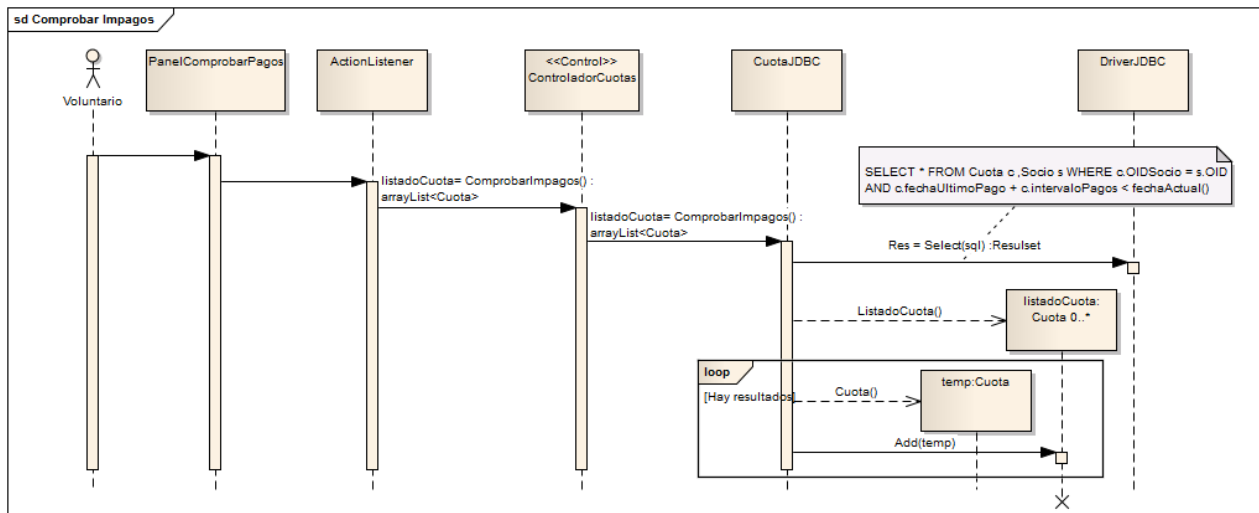 sd Comprobar Impagos
Voluntario
PanelComprobarPagos
ActionListener
<<Control>>
ControladorCuotas
CuotaJDBC
DriverJDBC
SELECT * FROM Cuota c ,Socio s WHERE c.OIDSocio = s.OID
AND c.fechaUltimoPago + c.intervaloPagos < fechaActual()
listadoCuota= ComprobarImpagos() :
arrayList<Cuota>
listadoCuota= ComprobarImpagos() :
arrayList<Cuota>
Res = Select(sql) :Resulset
ListadoCuota()
listadoCuota:
Cuota 0..*
loop
[Hay resultados]
Cuota()
temp:Cuota
Add(temp)